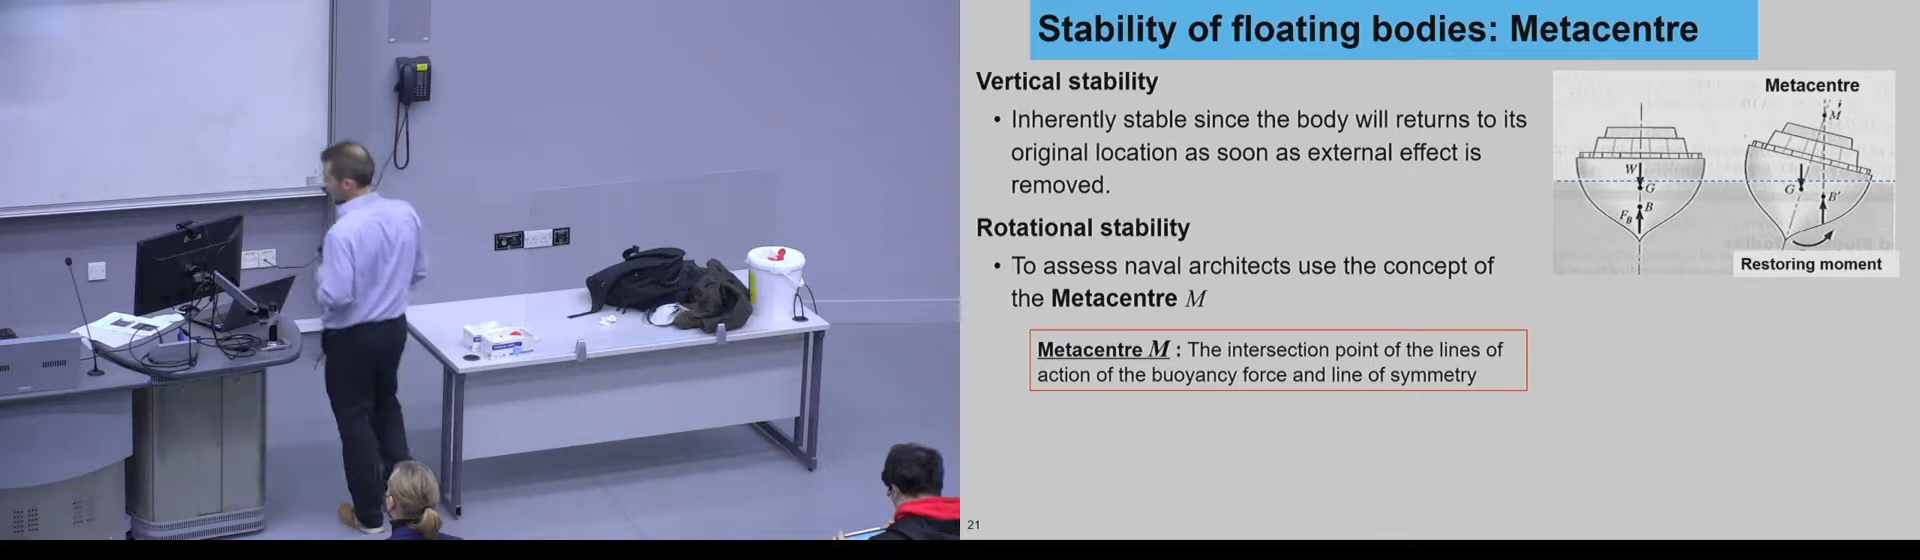 Stability of floating bodies: Metacentre
Vertical stability
• Inherently stable since the body will returns to its
original location as soon as external effect is
removed.
Rotational stability
• To assess naval architects use the concept of
the Metacentre M
Metacentre M : The intersection point of the lines of
action of the buoyancy force and line of symmetry
Metacentre
M
W
G
B
F_B
G
B'
Restoring moment
21